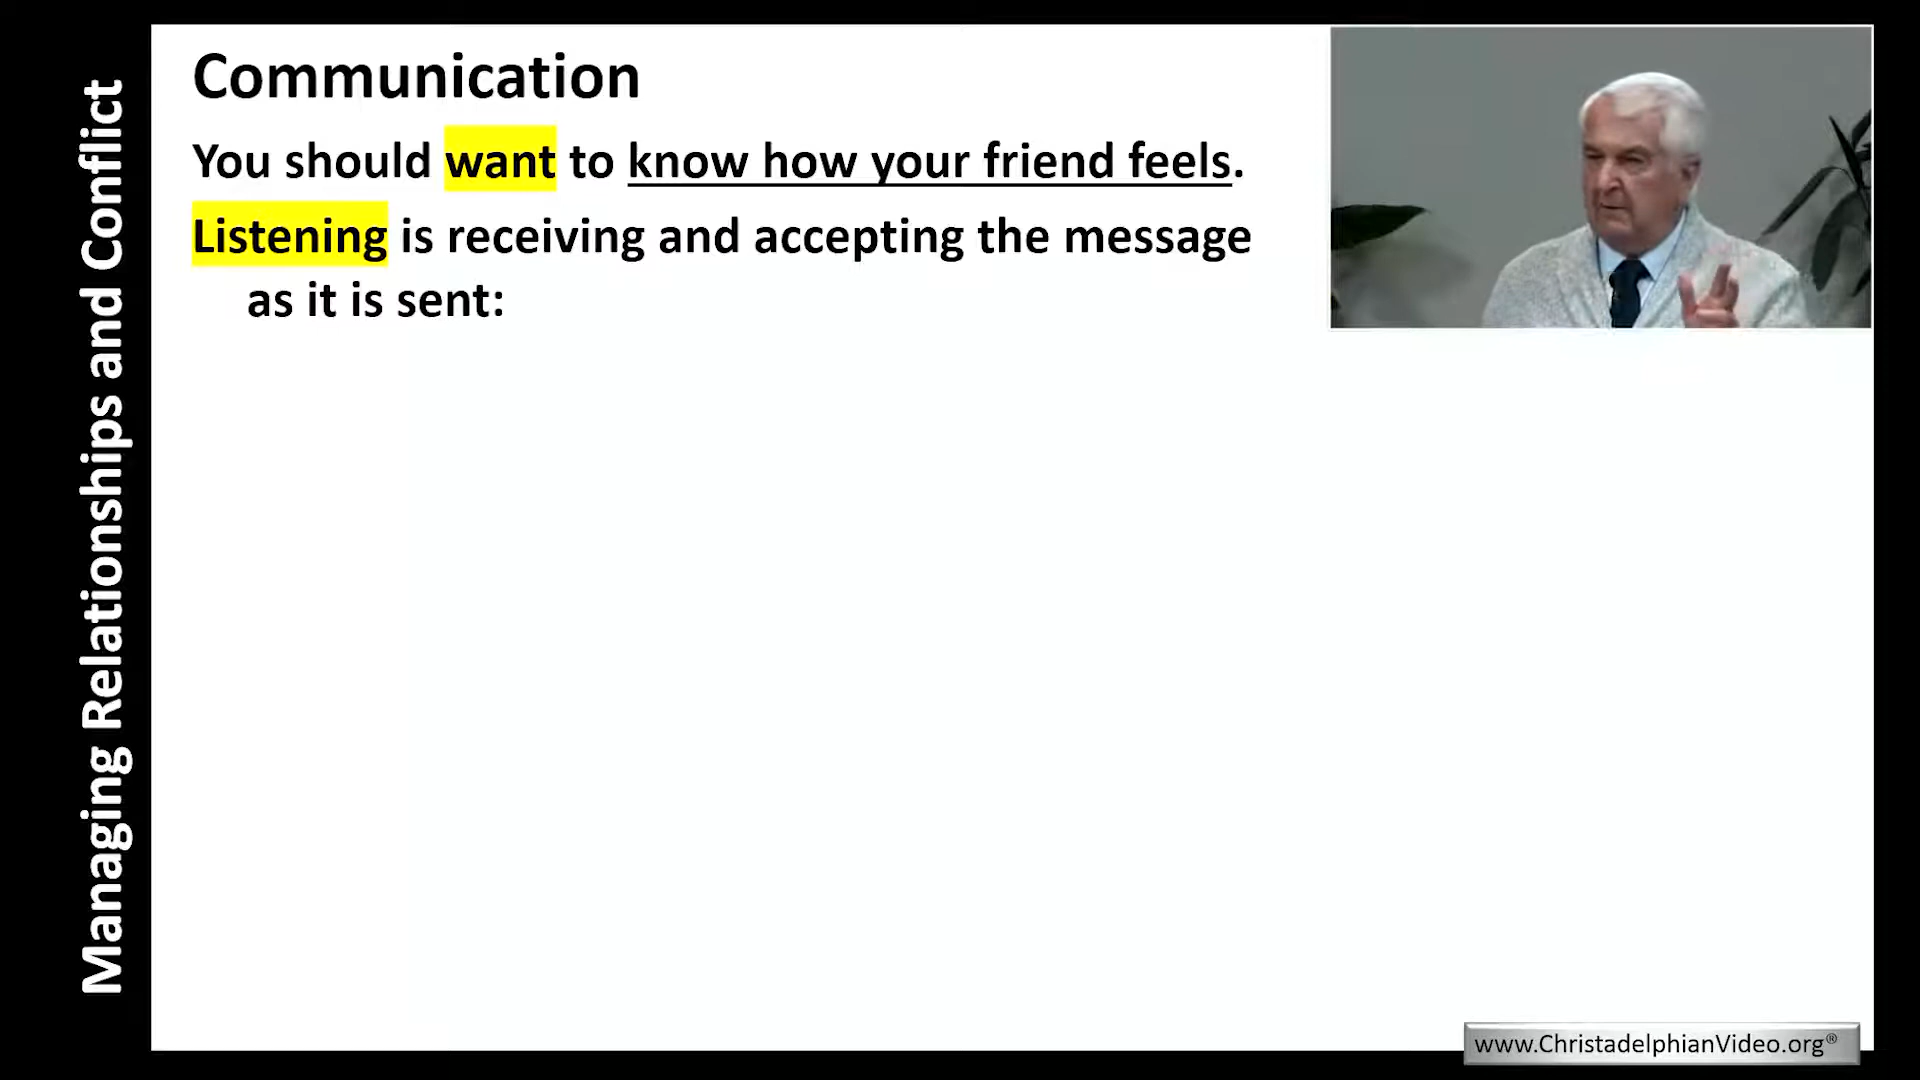 Communication
You should want to know how your friend feels.
Listening is receiving and accepting the message
as it is sent:
Managing Relationships and Conflict
www.ChristadelphianVideo.org®